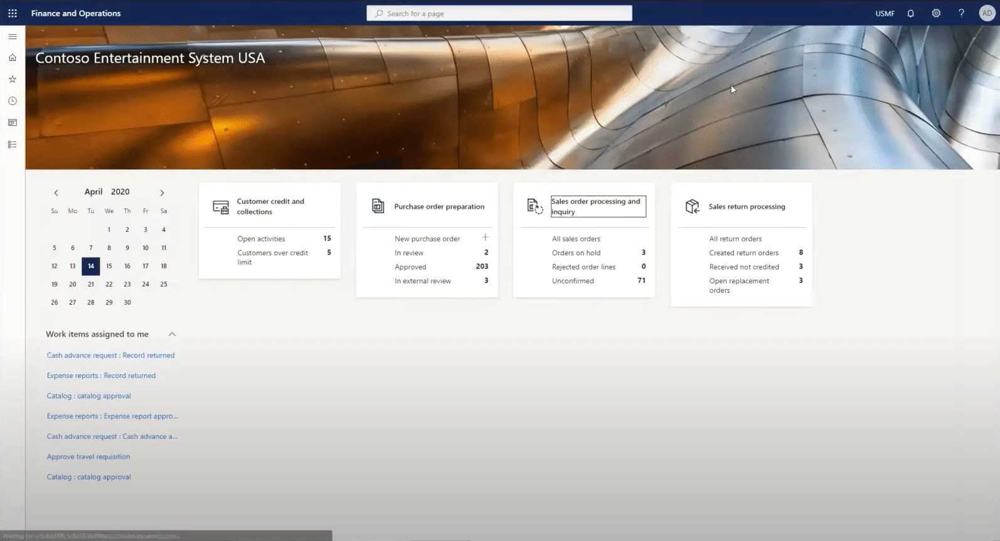 Finance and Operations
Search for a page
USMF
?
AD
Contoso Entertainment System USA
April 2020
Su Mo Tu We Th Fr Sa
1 2 3 4
5 6 7 8 9 10 11
12 13 14 15 16 17 18
19 20 21 22 23 24 25
26 27 28 29 30
Work items assigned to me
Cash advance request : Record returned
Expense reports : Record returned
Catalog : catalog approval
Expense reports : Expense report appro...
Cash advance request : Cash advance a...
Approve travel requisition
Catalog : catalog approval
Customer credit and
collections
Open activities 15
Customers over credit 5
limit
Purchase order preparation
New purchase order +
In review 2
Approved 203
In external review 3
Sales order processing and
inquiry
All sales orders
Orders on hold 3
Rejected order lines 0
Unconfirmed 71
Sales return processing
All return orders
Created return orders 8
Received not credited 3
Open replacement 3
orders
Waiting for